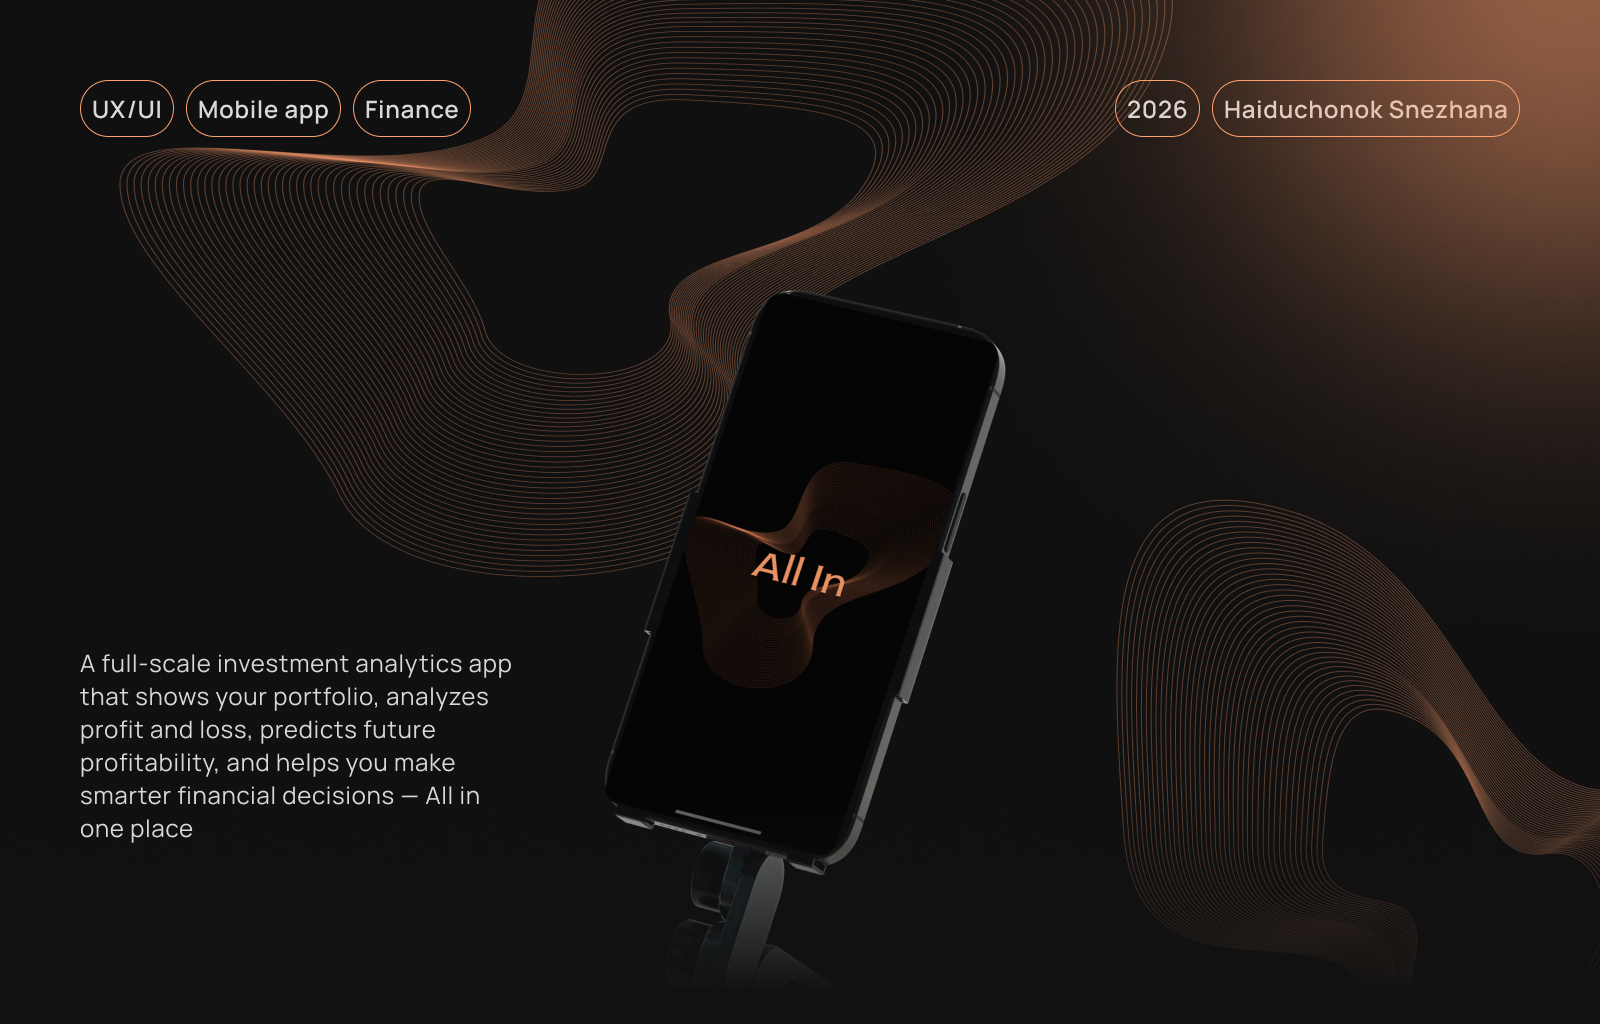 UX/UI
Mobile app
Finance
2026
Haiduchonok Snezhana
All In
A full-scale investment analytics app
that shows your portfolio, analyzes
profit and loss, predicts future
profitability, and helps you make
smarter financial decisions — All in
one place